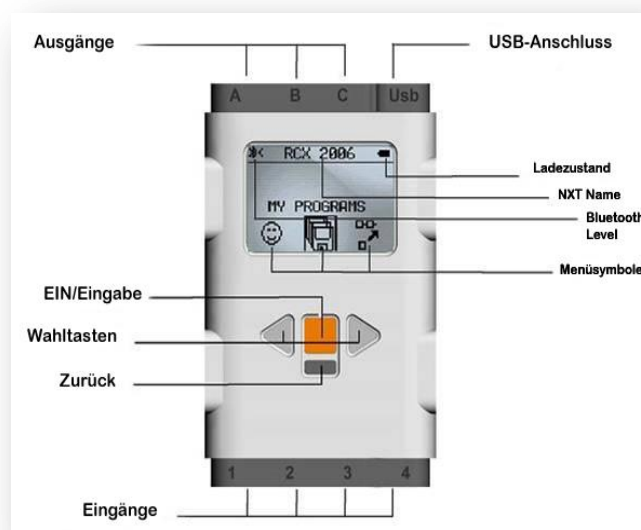 Ausgänge
USB-Anschluss
A B C Usb
RCX 2006
Ladezustand
NXT Name
MY PROGRAMS
Bluetooth
Level
Menüsymbole
EIN/Eingabe
Wahltasten
Zurück
1 2 3 4
Eingänge